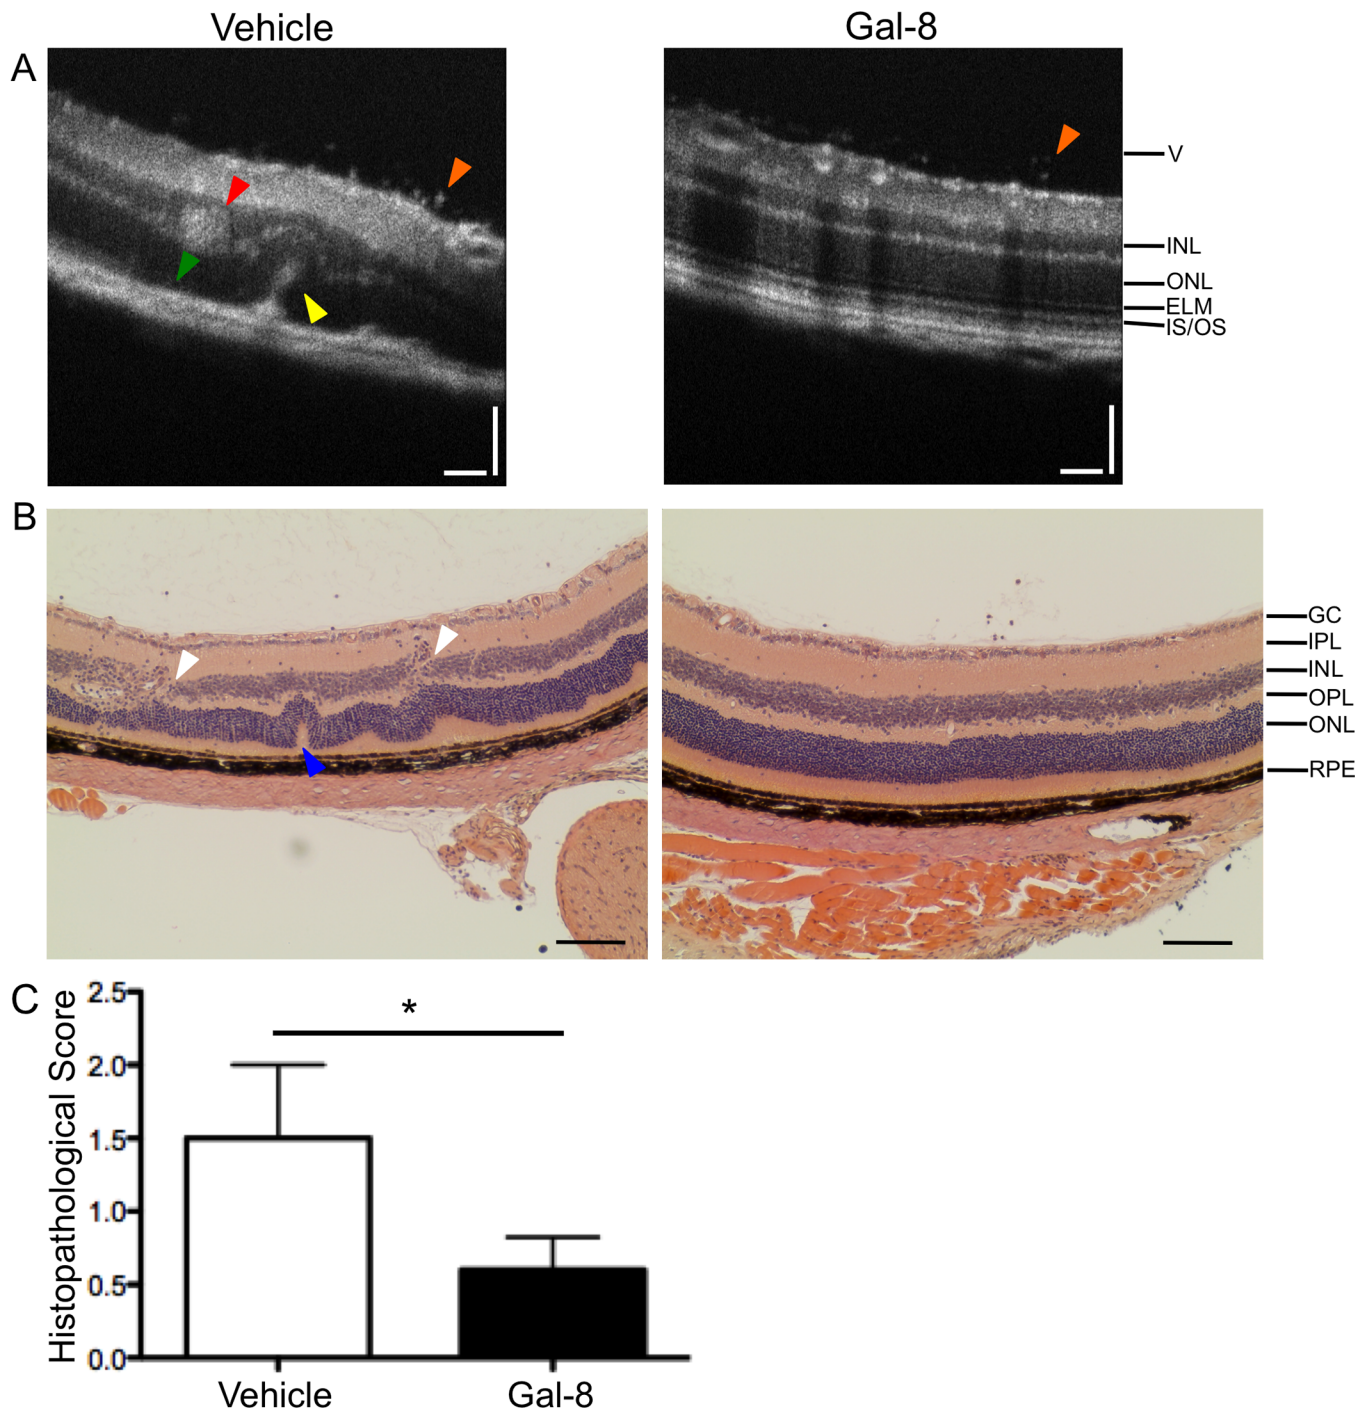 Vehicle
Gal-8
A
V
INL
ONL
ELM
IS/OS
B
GC
IPL
INL
OPL
ONL
RPE
C
Histopathological Score
2.5
2.0
1.5
1.0
0.5
0.0
*
Vehicle
Gal-8